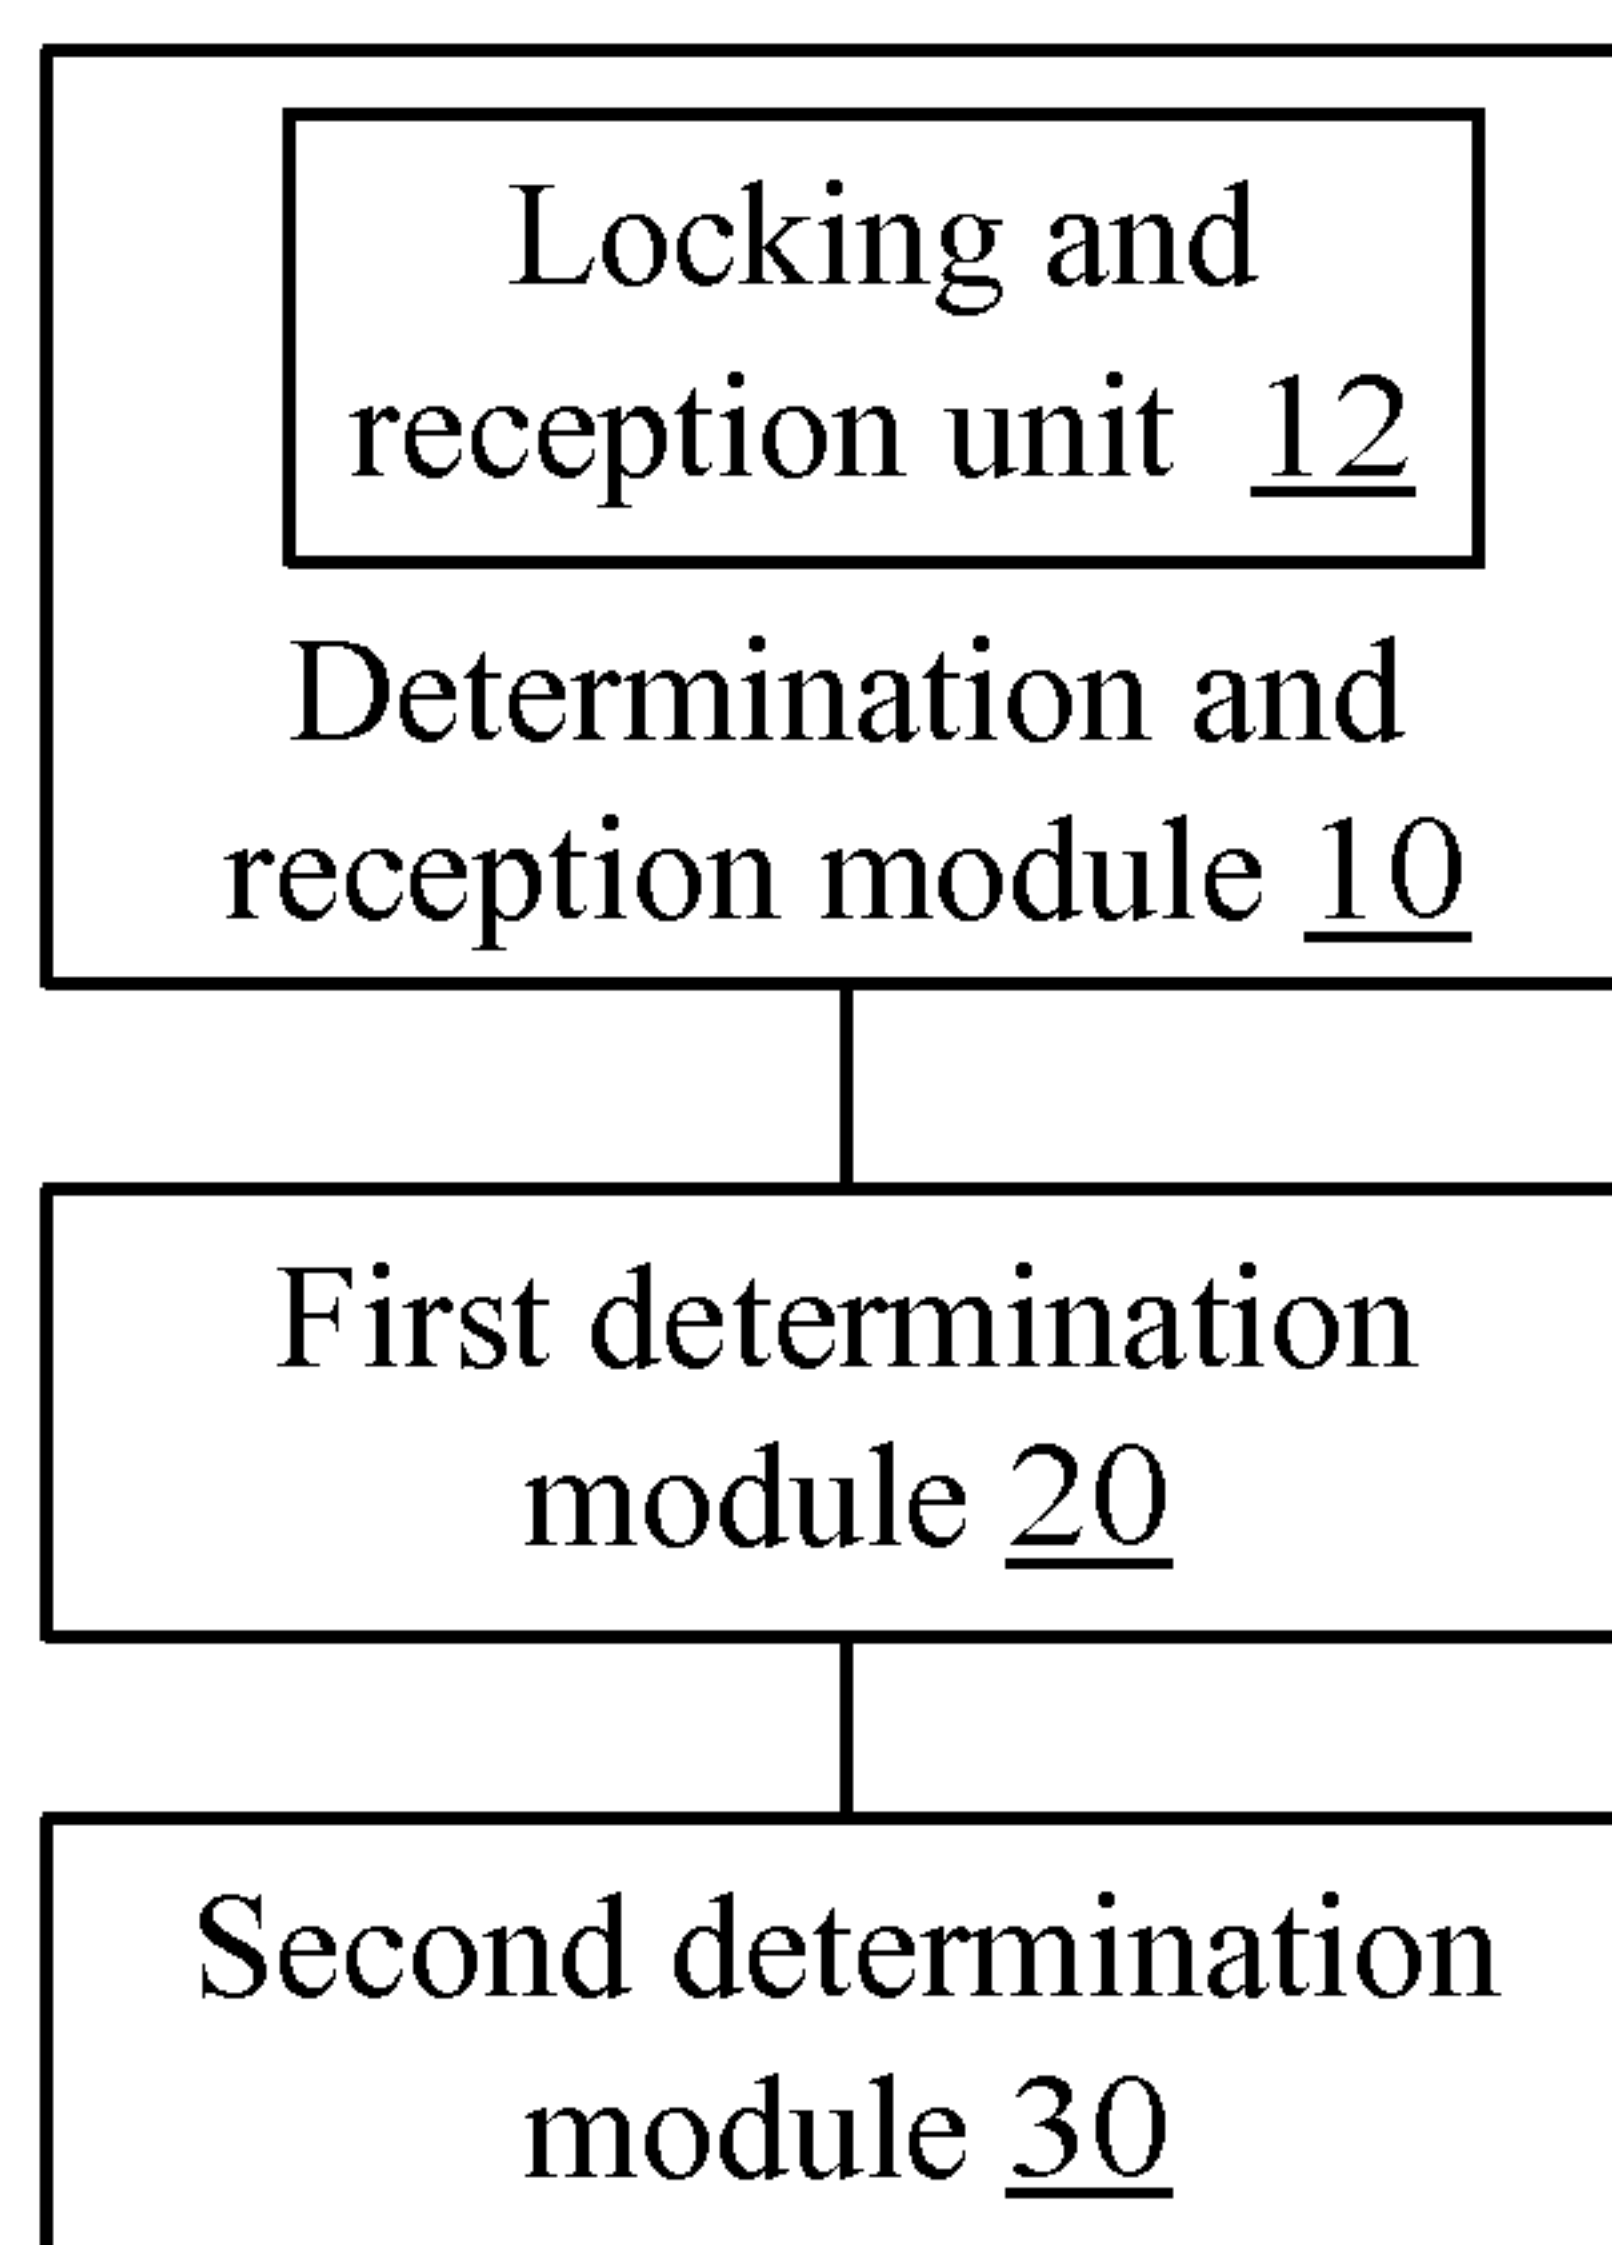 Locking and
reception unit 12
Determination and
reception module 10
First determination
module 20
Second determination
module 30